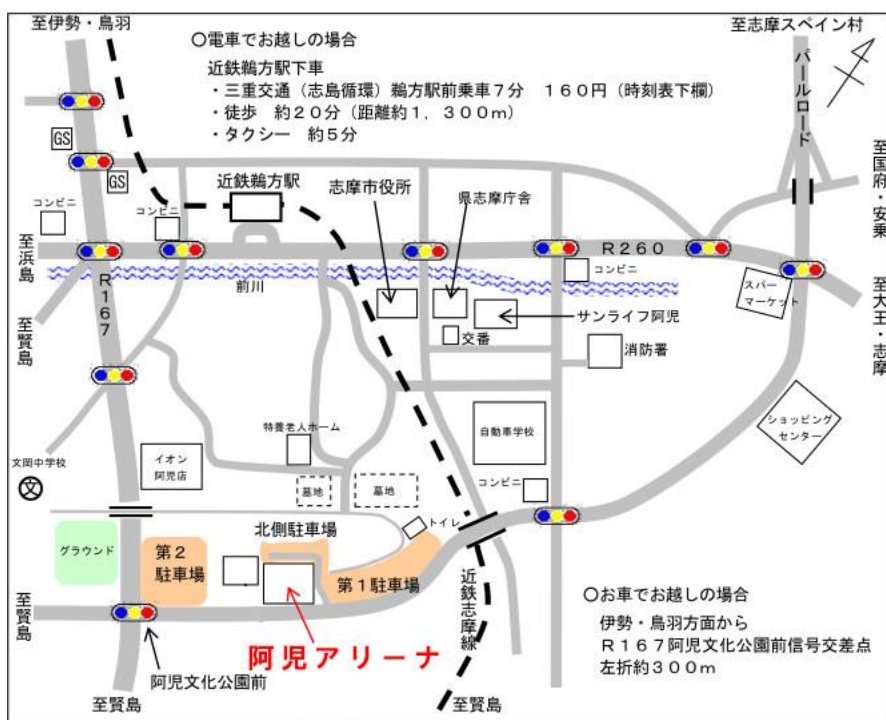 至伊勢・鳥羽
至志摩スペイン村
〇電車でお越しの場合
近鉄鵜方駅下車
・三重交通（志島循環）鵜方駅前乗車７分　１６０円（時刻表下欄）
・徒歩　約２０分（距離約１，３００ｍ）
・タクシー　約５分
パールロード
至国府・安乗
GS
GS
近鉄鵜方駅
志摩市役所
県志摩庁舎
コンビニ
コンビニ
至浜島
Ｒ２６０
コンビニ
前川
Ｒ１６７
スパー
マーケット
至大王・志摩
サンライフ阿児
交番
消防署
至賢島
特養老人ホーム
自動車学校
ショッピング
センター
文岡中学校
文
イオン
阿児店
墓地
墓地
コンビニ
トイレ
北側駐車場
グラウンド
第２
駐車場
第１駐車場
近鉄志摩線
至賢島
阿児アリーナ
阿児文化公園前
至賢島
至賢島
〇お車でお越しの場合
伊勢・鳥羽方面から
Ｒ１６７阿児文化公園前信号交差点
左折約３００ｍ